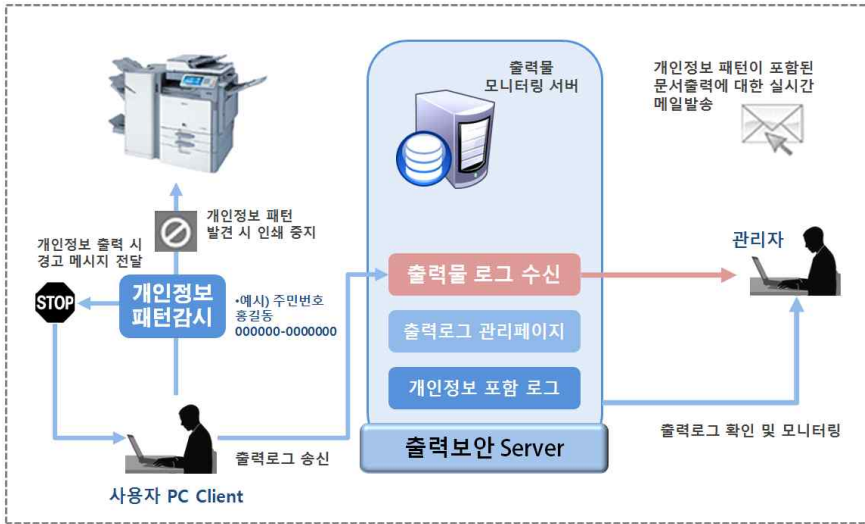 출력물
모니터링 서버
개인정보 패턴이 포함된
문서출력에 대한 실시간
메일발송
개인정보 패턴
발견 시 인쇄 중지
개인정보 출력 시
경고 메시지 전달
관리자
STOP
개인정보
패턴감시
•예시) 주민번호
홍길동
000000-0000000
출력물 로그 수신
출력로그 관리페이지
개인정보 포함 로그
출력로그 확인 및 모니터링
출력보안 Server
출력로그 송신
사용자 PC Client